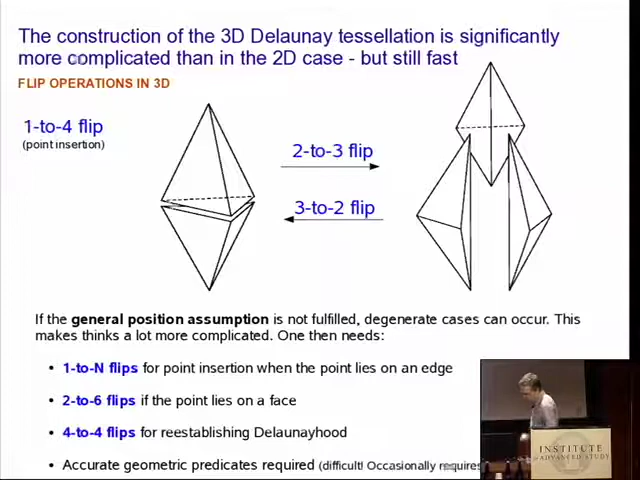 The construction of the 3D Delaunay tessellation is significantly
more complicated than in the 2D case - but still fast
FLIP OPERATIONS IN 3D
1-to-4 flip
(point insertion)
2-to-3 flip
3-to-2 flip
If the general position assumption is not fulfilled, degenerate cases can occur. This
makes thinks a lot more complicated. One then needs:
• 1-to-N flips for point insertion when the point lies on an edge
• 2-to-6 flips if the point lies on a face
• 4-to-4 flips for reestablishing Delaunayhood
• Accurate geometric predicates required (difficult! Occasionally requires
INSTITUTE
for ADVANCED STUDY